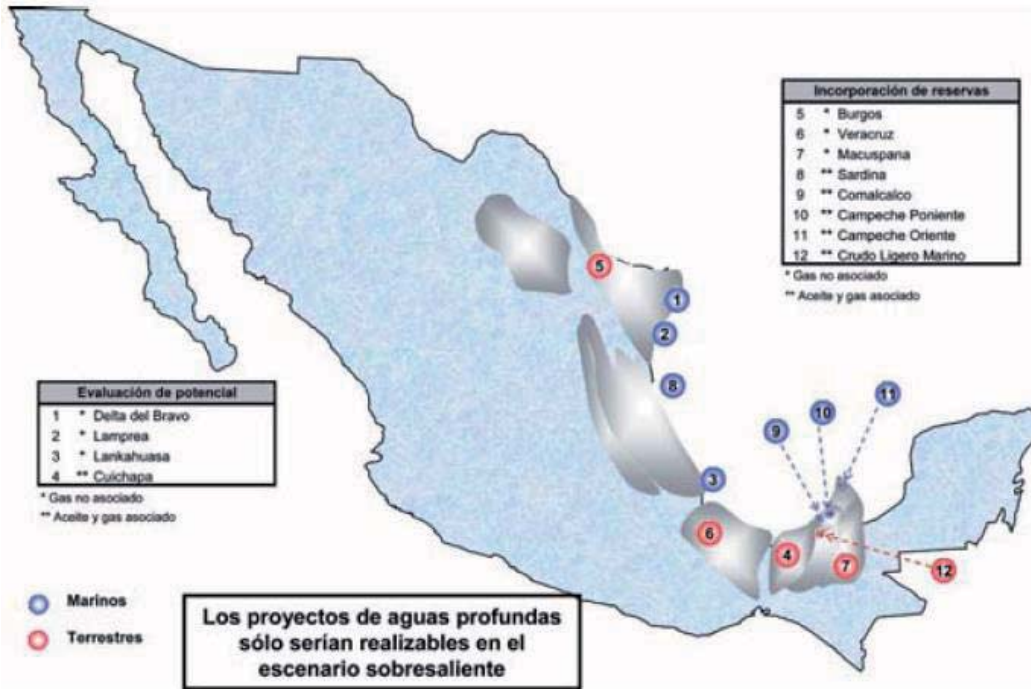 Incorporación de reservas
5 * Burgos
6 * Veracruz
7 * Macuspana
8 ** Sardina
9 ** Comalcalco
10 ** Campeche Poniente
11 ** Campeche Oriente
12 ** Crudo Ligero Marino
* Gas no asociado
** Aceite y gas asociado
5
1
2
8
11
10
9
3
6
4
7
12
Evaluación de potencial
1 * Delta del Bravo
2 * Lamprea
3 * Lankahuasa
4 ** Cuichapa
* Gas no asociado
** Aceite y gas asociado
Marinos
Terrestres
Los proyectos de aguas profundas
sólo serían realizables en el
escenario sobresaliente